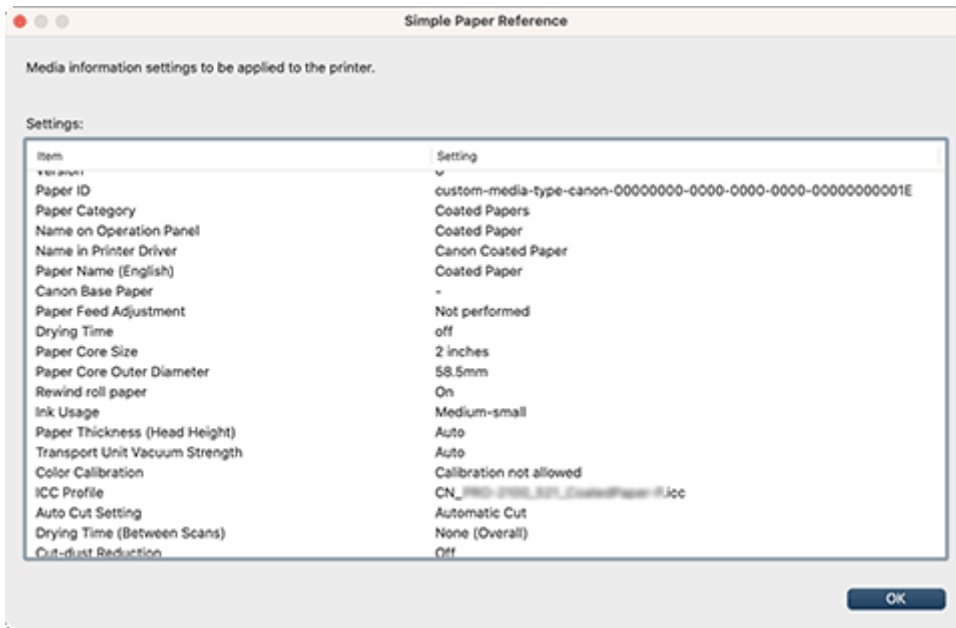 Simple Paper Reference
Media information settings to be applied to the printer.
Settings:
Item Setting
Version 0
Paper ID custom-media-type-canon-00000000-0000-0000-0000-00000000001E
Paper Category Coated Papers
Name on Operation Panel Coated Paper
Name in Printer Driver Canon Coated Paper
Paper Name (English) Coated Paper
Canon Base Paper -
Paper Feed Adjustment Not performed
Drying Time off
Paper Core Size 2 inches
Paper Core Outer Diameter 58.5mm
Rewind roll paper On
Ink Usage Medium-small
Paper Thickness (Head Height) Auto
Transport Unit Vacuum Strength Auto
Color Calibration Calibration not allowed
ICC Profile CN_ .icc
Auto Cut Setting Automatic Cut
Drying Time (Between Scans) None (Overall)
Cut-dust Reduction Off
OK